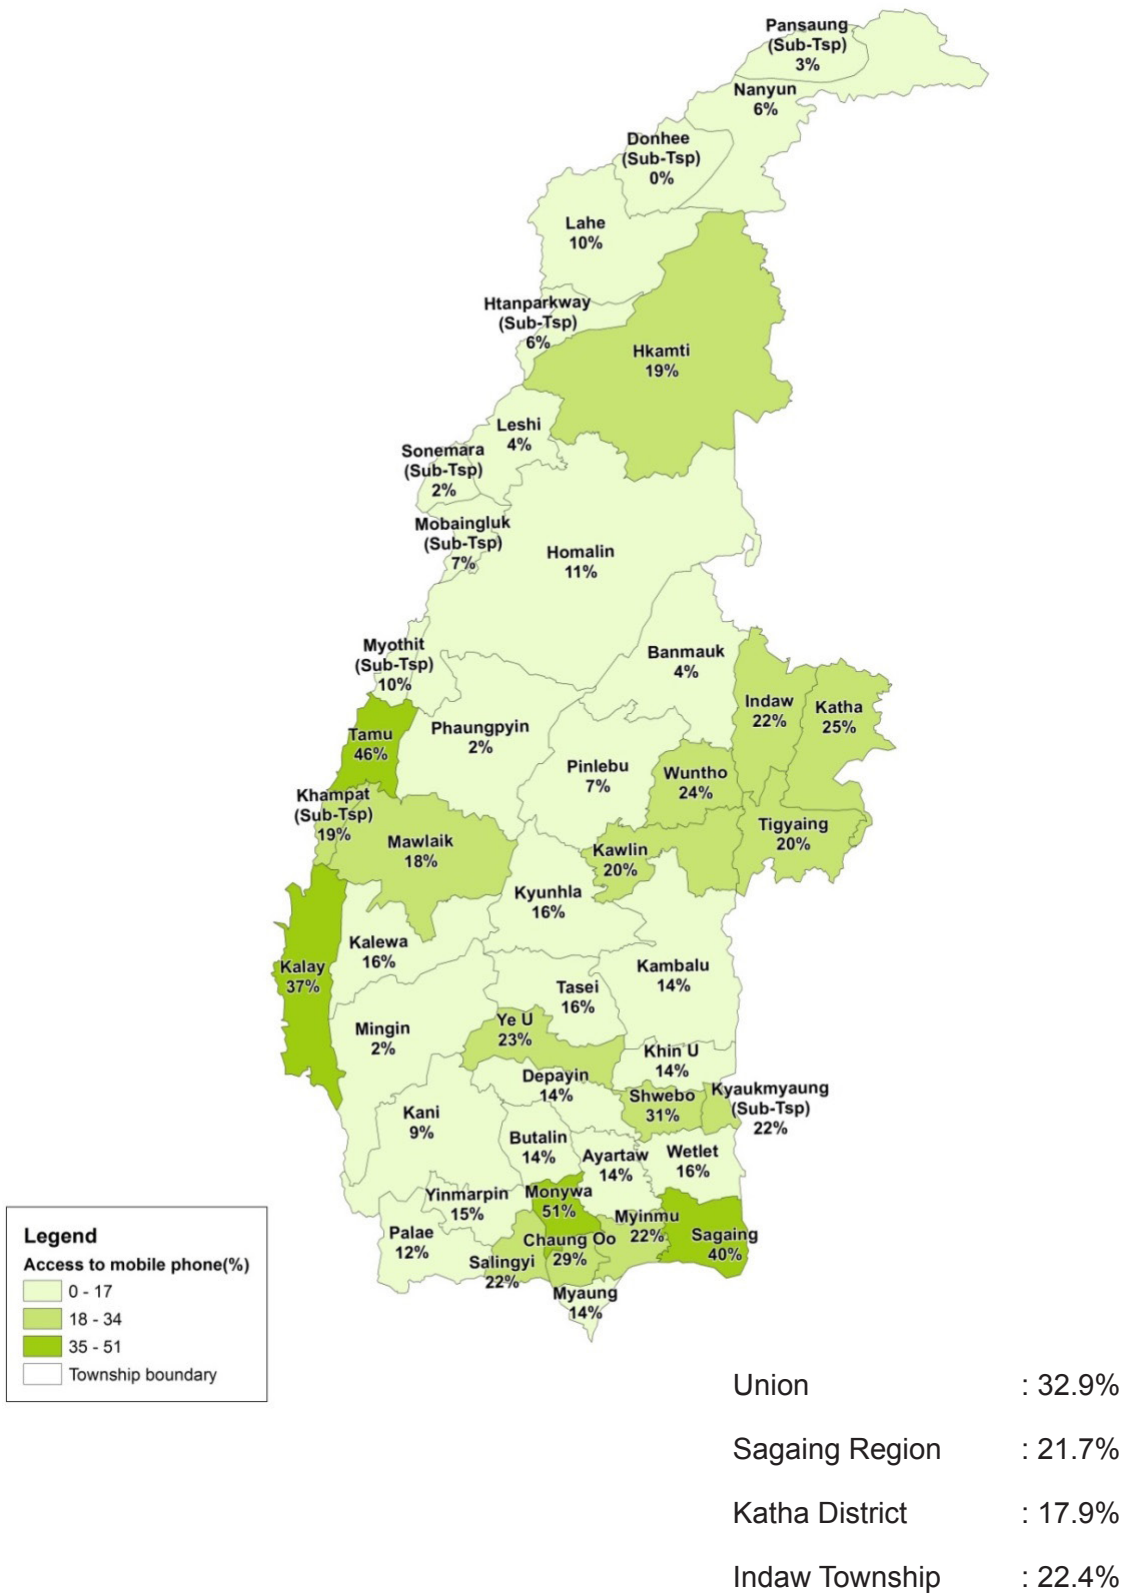 Pansaung
(Sub-Tsp)
3%
Nanyun
6%
Donhee
(Sub-Tsp)
0%
Lahe
10%
Htanparkway
(Sub-Tsp)
6%
Hkamti
19%
Leshi
4%
Sonemara
(Sub-Tsp)
2%
Mobaingluk
(Sub-Tsp)
7%
Homalin
11%
Myothit
(Sub-Tsp)
10%
Banmauk
4%
Indaw
22%
Katha
25%
Tamu
46%
Phaungpyin
2%
Pinlebu
7%
Wuntho
24%
Khampat
(Sub-Tsp)
19%
Mawlaik
18%
Kawlin
20%
Tigyaing
20%
Kyunhla
16%
Kalewa
16%
Kalay
37%
Kambalu
14%
Tasei
16%
Mingin
2%
Ye U
23%
Khin U
14%
Depayin
14%
Shwebo
31%
Kyaukmyaung
(Sub-Tsp)
22%
Kani
9%
Butalin
14%
Ayartaw
14%
Wetlet
16%
Yinmarpin
15%
Monywa
51%
Myinmu
22%
Sagaing
40%
Palae
12%
Chaung Oo
29%
Salingyi
22%
Myaung
14%
Legend
Access to mobile phone(%)
0 - 17
18 - 34
35 - 51
Township boundary
Union : 32.9%
Sagaing Region : 21.7%
Katha District : 17.9%
Indaw Township : 22.4%